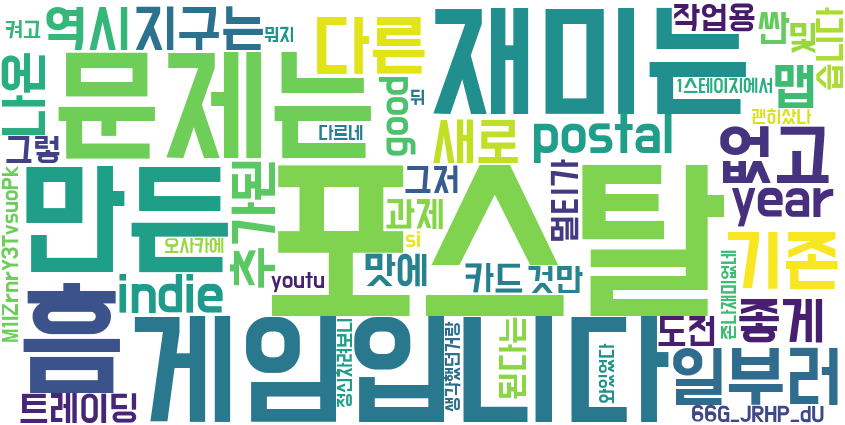 켜고
역시
지구는
뭐지
다른
재미는
작업용
싼
맛
습니다
나온
문제는
good
뒤
다르네
새로
postal
1스테이지에서
맵
괜히샀나
그렇
없고
M1lZrnrY3TvsuoPk
만든
추가된
오사카에
포스탈
그저
과제
si
멀티가
year
기존
indie
youtu
맛에
카드
것만
존나재미없네
좋게
흠
게임입니다
도전
일부러
트레이딩
정신차려보니
생각했던거랑
된다는
와있었다
66G_JRHP_dU